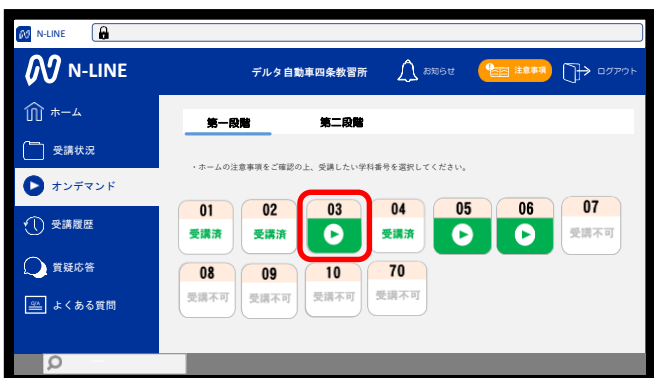 N-LINE
N-LINE
デルタ自動車四条教習所
お知らせ
注意事項
ログアウト
ホーム
受講状況
オンデマンド
受講履歴
質疑応答
Q/A
よくある質問
第一段階 第二段階
・ホームの注意事項をご確認の上、受講したい学科番号を選択してください。
01 02 03 04 05 06 07
受講済 受講済 受講済 受講不可
08 09 10 70
受講不可 受講不可 受講不可 受講不可